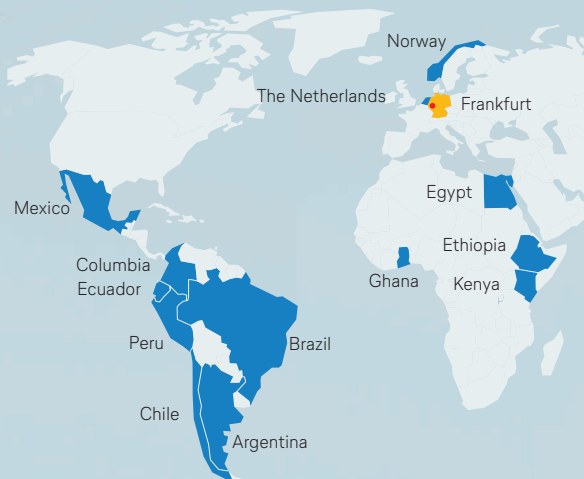 Norway
The Netherlands
Frankfurt
Egypt
Mexico
Ethiopia
Columbia
Ghana
Kenya
Ecuador
Peru
Brazil
Chile
Argentina